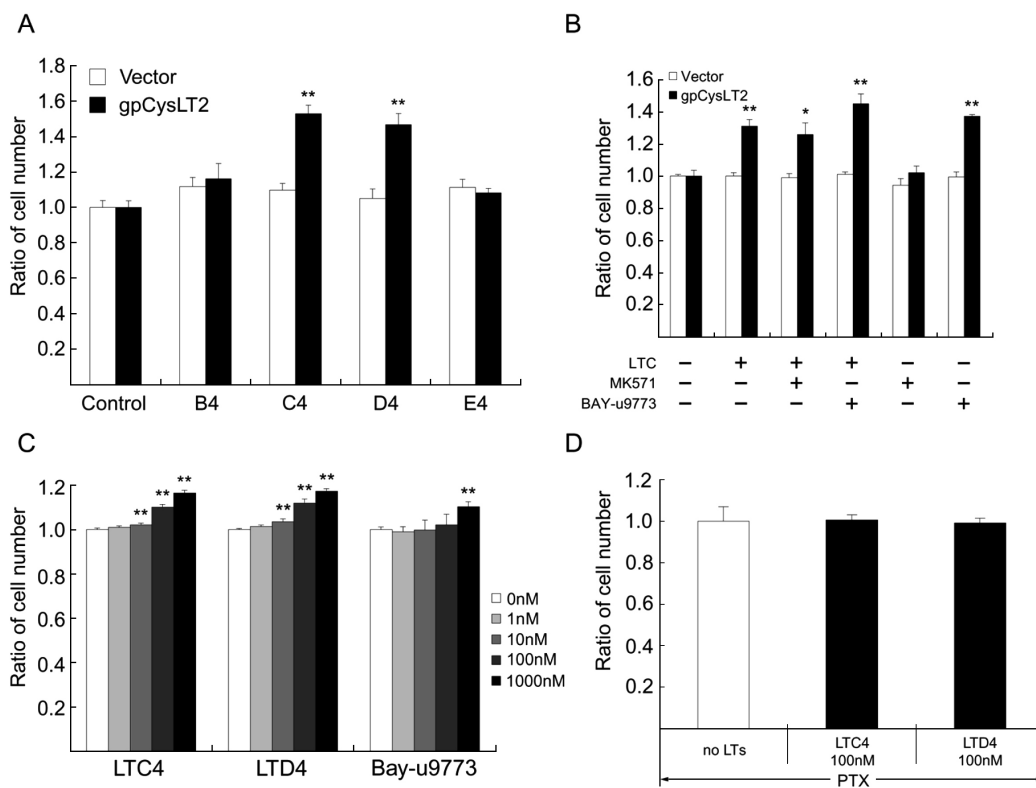 A
Ratio of cell number
1.8
1.6
1.4
1.2
1.0
0.8
0.6
0.4
0.2
Vector
gpCysLT2
** **
Control B4 C4 D4 E4
B
Ratio of cell number
1.8
1.6
1.4
1.2
1.0
0.8
0.6
0.4
0.2
Vector
gpCysLT2
** * ** **
LTC − + + + − −
MK571 − − + − + −
BAY-u9773 − − − + − +
C
Ratio of cell number
1.2
1.0
0.8
0.6
0.4
0.2
** ** ** ** ** ** **
0nM
1nM
10nM
100nM
1000nM
LTC4 LTD4 Bay-u9773
D
Ratio of cell number
1.2
1.0
0.8
0.6
0.4
0.2
no LTs LTC4 LTD4
100nM 100nM
PTX